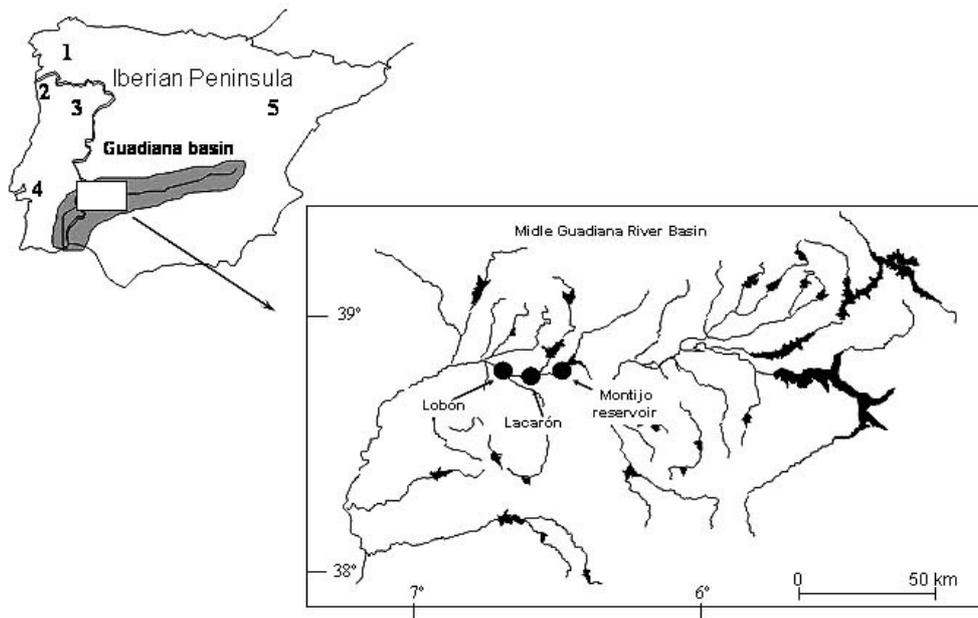 1
Iberian Peninsula
2
3
5
Guadiana basin
4
Midle Guadiana River Basin
39°
Lobón
Lacarón
Montijo
reservoir
38°
0
50 km
7°
6°